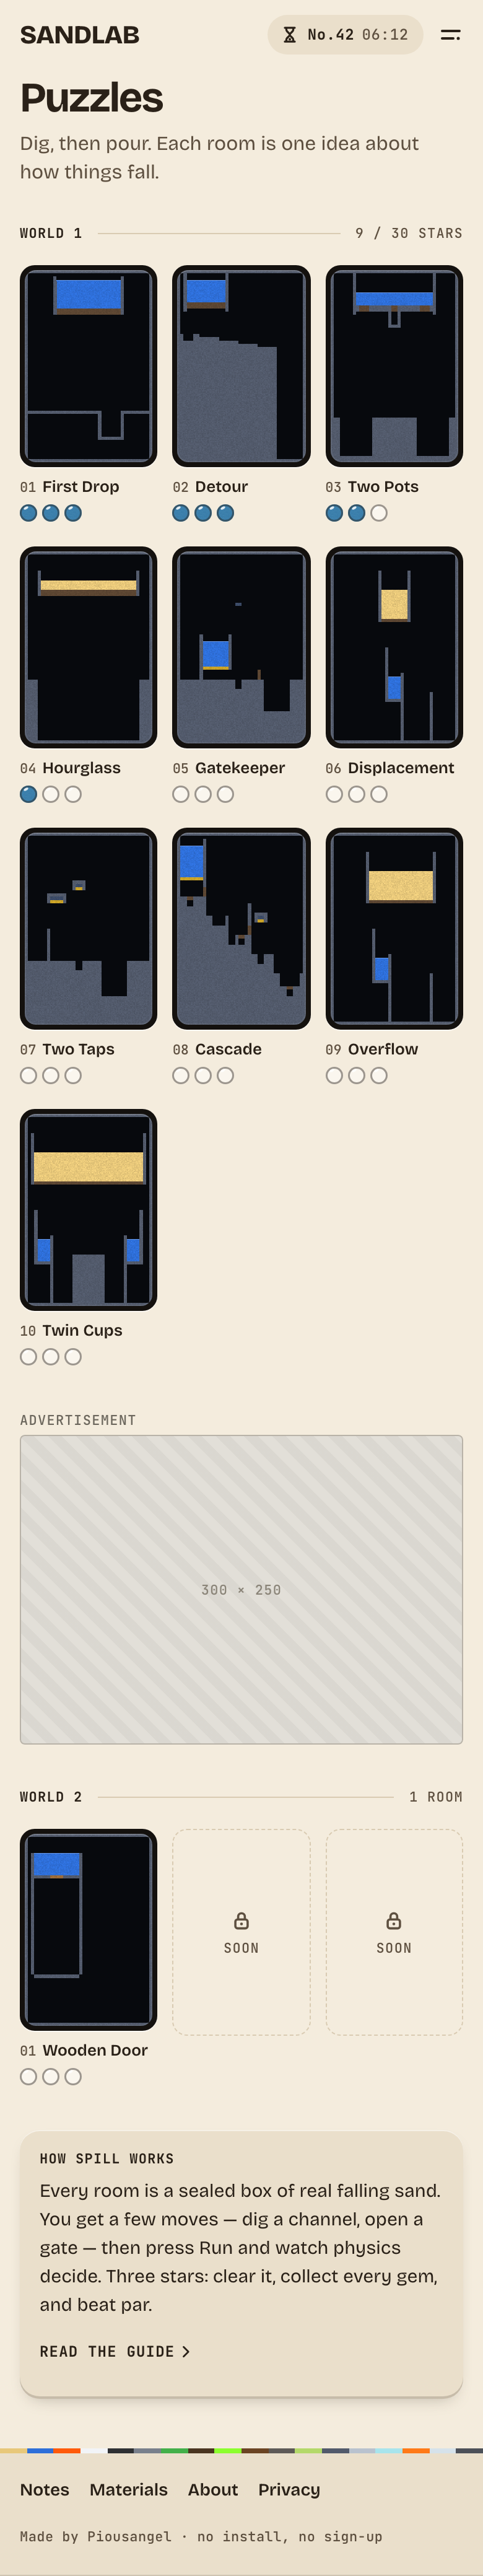 SANDLAB
No.42 06:12
Puzzles
Dig, then pour. Each room is one idea about
how things fall.
WORLD 1
9 / 30 STARS
01 First Drop
02 Detour
03 Two Pots
04 Hourglass
05 Gatekeeper
06 Displacement
07 Two Taps
08 Cascade
09 Overflow
10 Twin Cups
ADVERTISEMENT
300 × 250
WORLD 2
1 ROOM
SOON
SOON
01 Wooden Door
HOW SPILL WORKS
Every room is a sealed box of real falling sand.
You get a few moves — dig a channel, open a
gate — then press Run and watch physics
decide. Three stars: clear it, collect every gem,
and beat par.
READ THE GUIDE
Notes Materials About Privacy
Made by Piousangel · no install, no sign-up